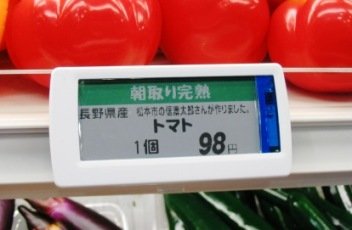 朝取り完熟
長野県産 松本市の信濃太郎さんが作りました。
トマト
1個 98円